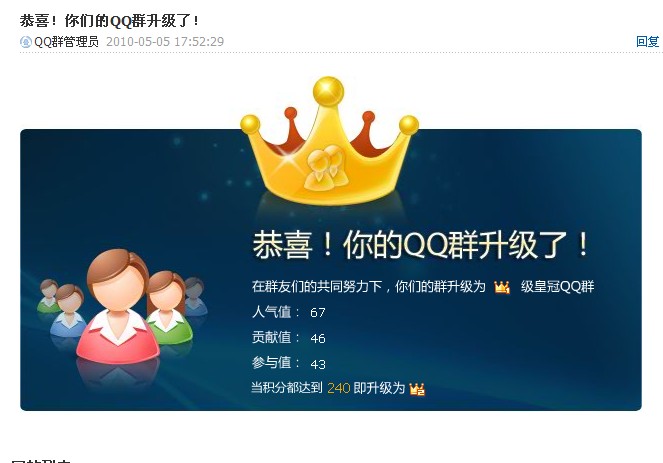 恭喜！你们的QQ群升级了！
QQ群管理员 2010-05-05 17:52:29 回复
恭喜！你的QQ群升级了！
在群友们的共同努力下，你们的群升级为 级皇冠QQ群
人气值： 67
贡献值： 46
参与值： 43
当积分都达到 240 即升级为